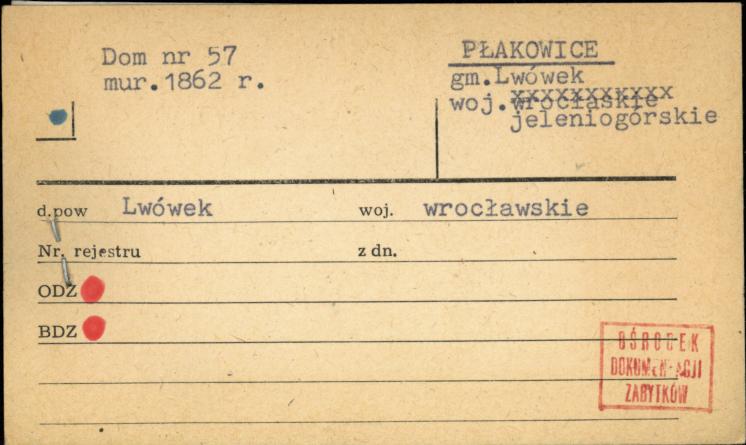 Dom nr 57
mur.1862 r.
PŁAKOWICE
gm.Lwówek
woj.wrocłaskie
jeleniogórskie
d.pow Lwówek woj. wrocławskie
Nr. rejestru z dn.
ODZ
BDZ
OŚRODEK
DOKUMENTACJI
ZABYTKÓW